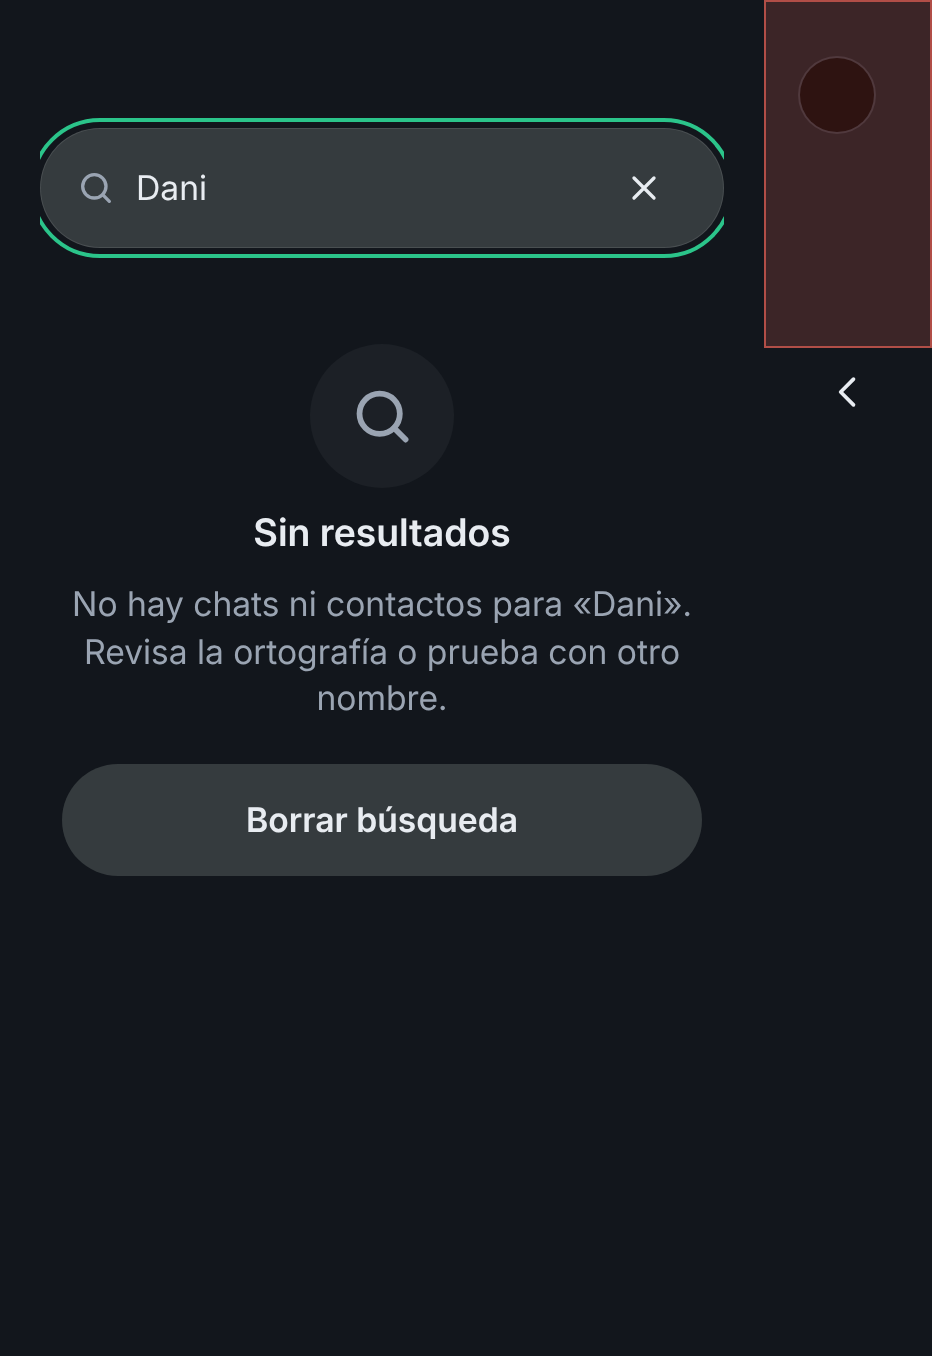 Dani
Sin resultados
No hay chats ni contactos para «Dani».
Revisa la ortografía o prueba con otro
nombre.
Borrar búsqueda